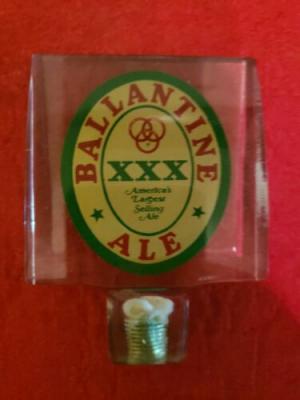 BALLANTINE
XXX
America's
Largest
Selling
Ale
ALE